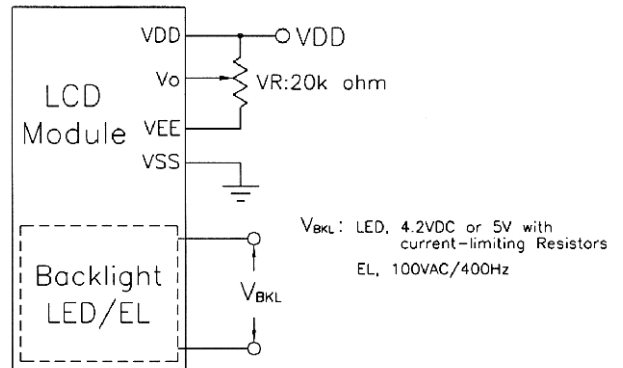 VDD
VDD
Vo
VR:20k ohm
LCD
Module
VEE
VSS
VBKL: LED, 4.2VDC or 5V with
current-limiting Resistors
EL, 100VAC/400Hz
Backlight
LED/EL
VBKL